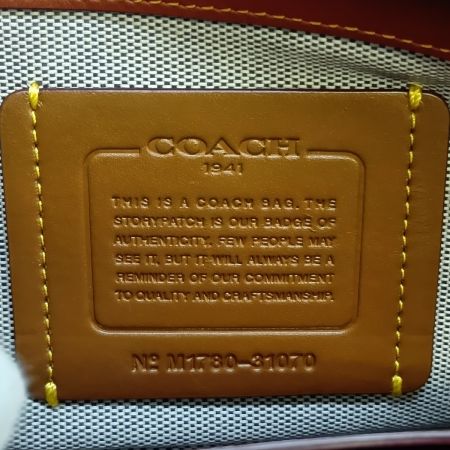 COACH
1941
THIS IS A COACH BAG. THE
STORYPATCH IS OUR BADGE OF
AUTHENTICITY. FEW PEOPLE MAY
SEE IT, BUT IT WILL ALWAYS BE A
REMINDER OF OUR COMMITMENT
TO QUALITY AND CRAFTSMANSHIP.
Nº M1780-31070